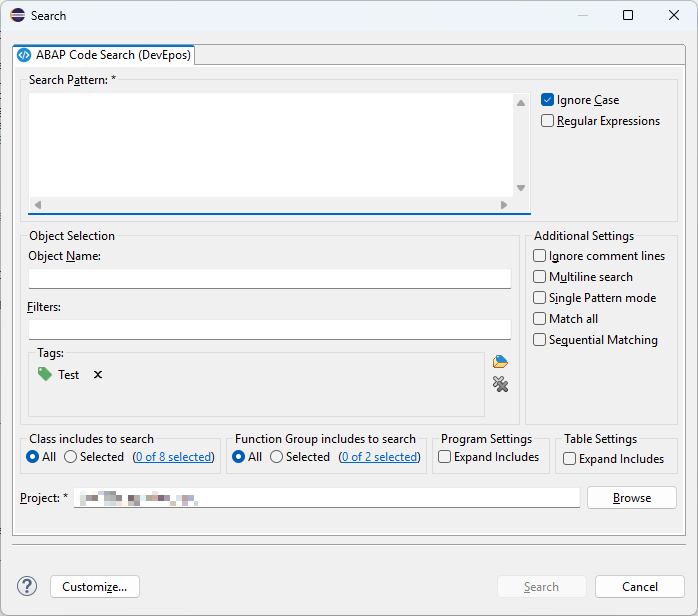 Search
ABAP Code Search (DevEpos)
Search Pattern: *
Ignore Case
Regular Expressions
Object Selection
Object Name:
Filters:
Tags:
Test
Additional Settings
Ignore comment lines
Multiline search
Single Pattern mode
Match all
Sequential Matching
Class includes to search
All Selected (0 of 8 selected)
Function Group includes to search
All Selected (0 of 2 selected)
Program Settings
Expand Includes
Table Settings
Expand Includes
Project: *
Browse
?
Customize...
Search
Cancel